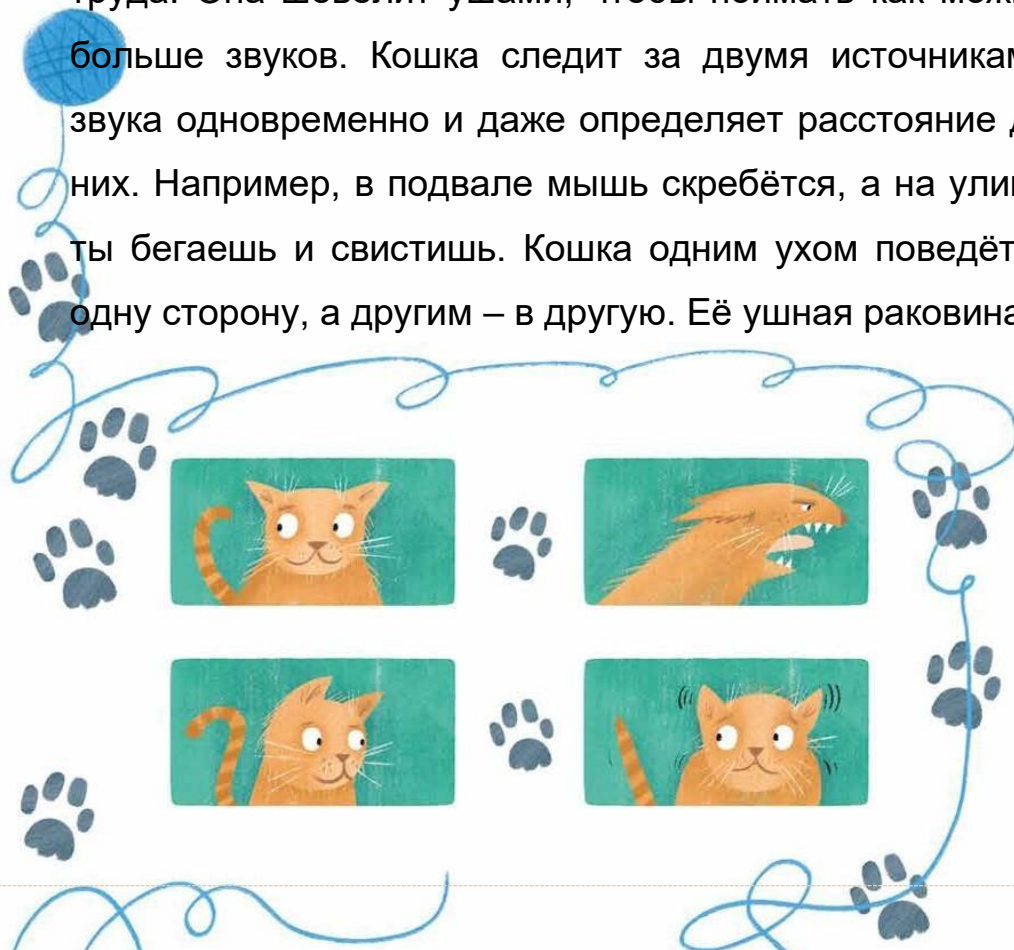 больше звуков. Кошка следит за двумя источникам
звука одновременно и даже определяет расстояние
них. Например, в подвале мышь скребётся, а на ули
ты бегаешь и свистишь. Кошка одним ухом поведёт
одну сторону, а другим – в другую. Её ушная раковина